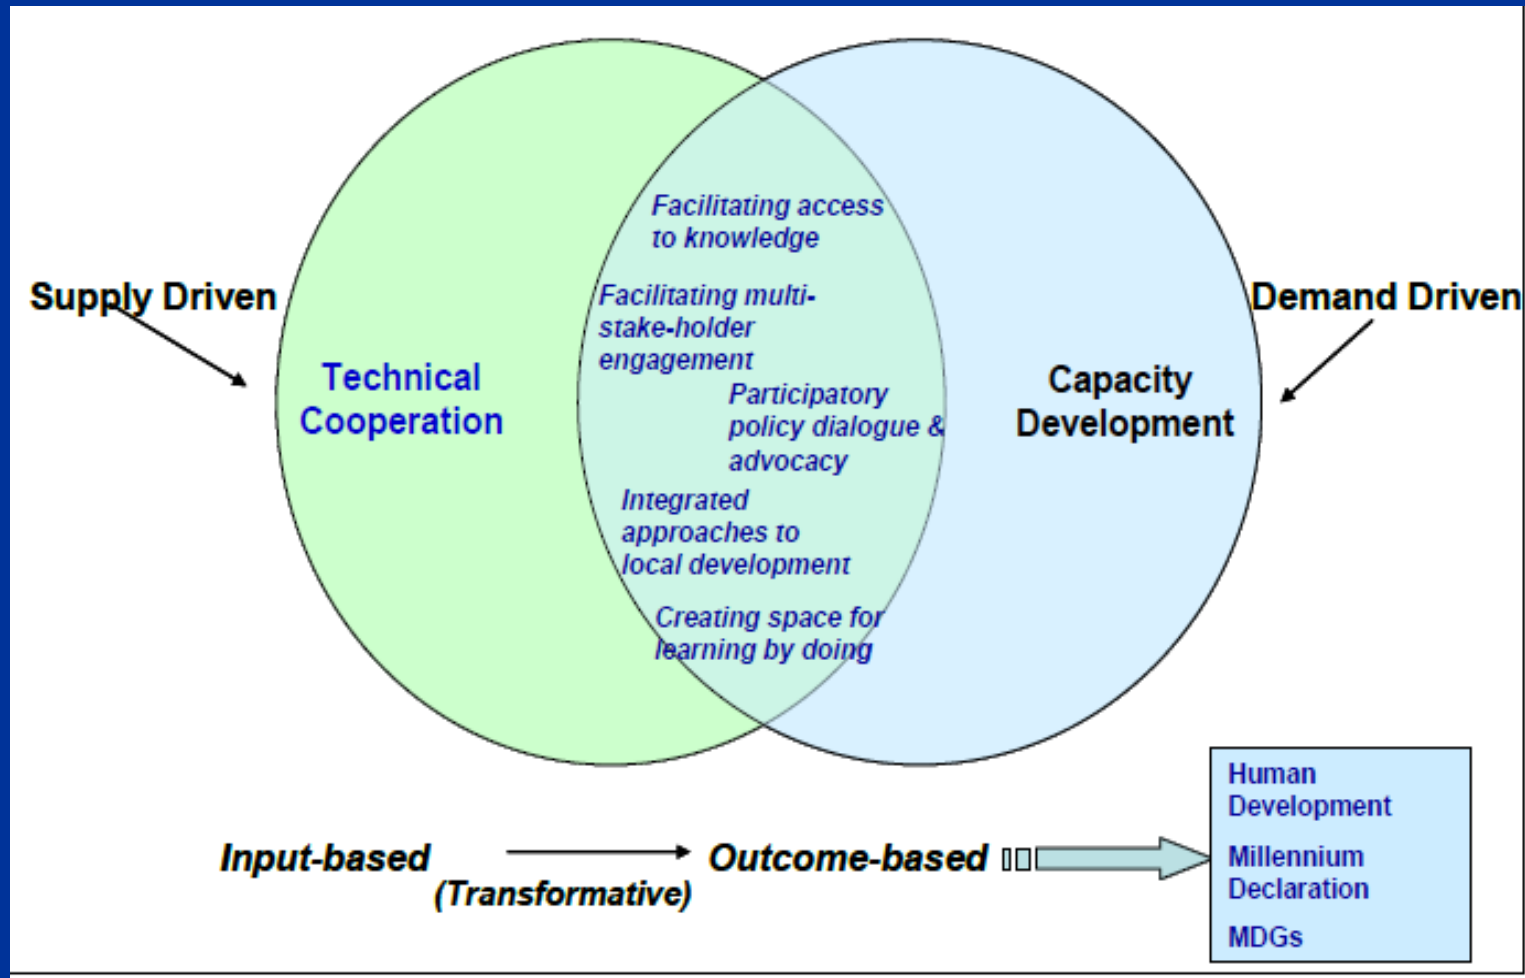 Facilitating access
to knowledge
Supply Driven
Facilitating multi-
stake-holder
engagement
Demand Driven
Technical
Cooperation
Capacity
Development
Participatory
policy dialogue &
advocacy
Integrated
approaches to
local development
Creating space for
learning by doing
Input-based
(Transformative)
Outcome-based
Human
Development
Millennium
Declaration
MDGs